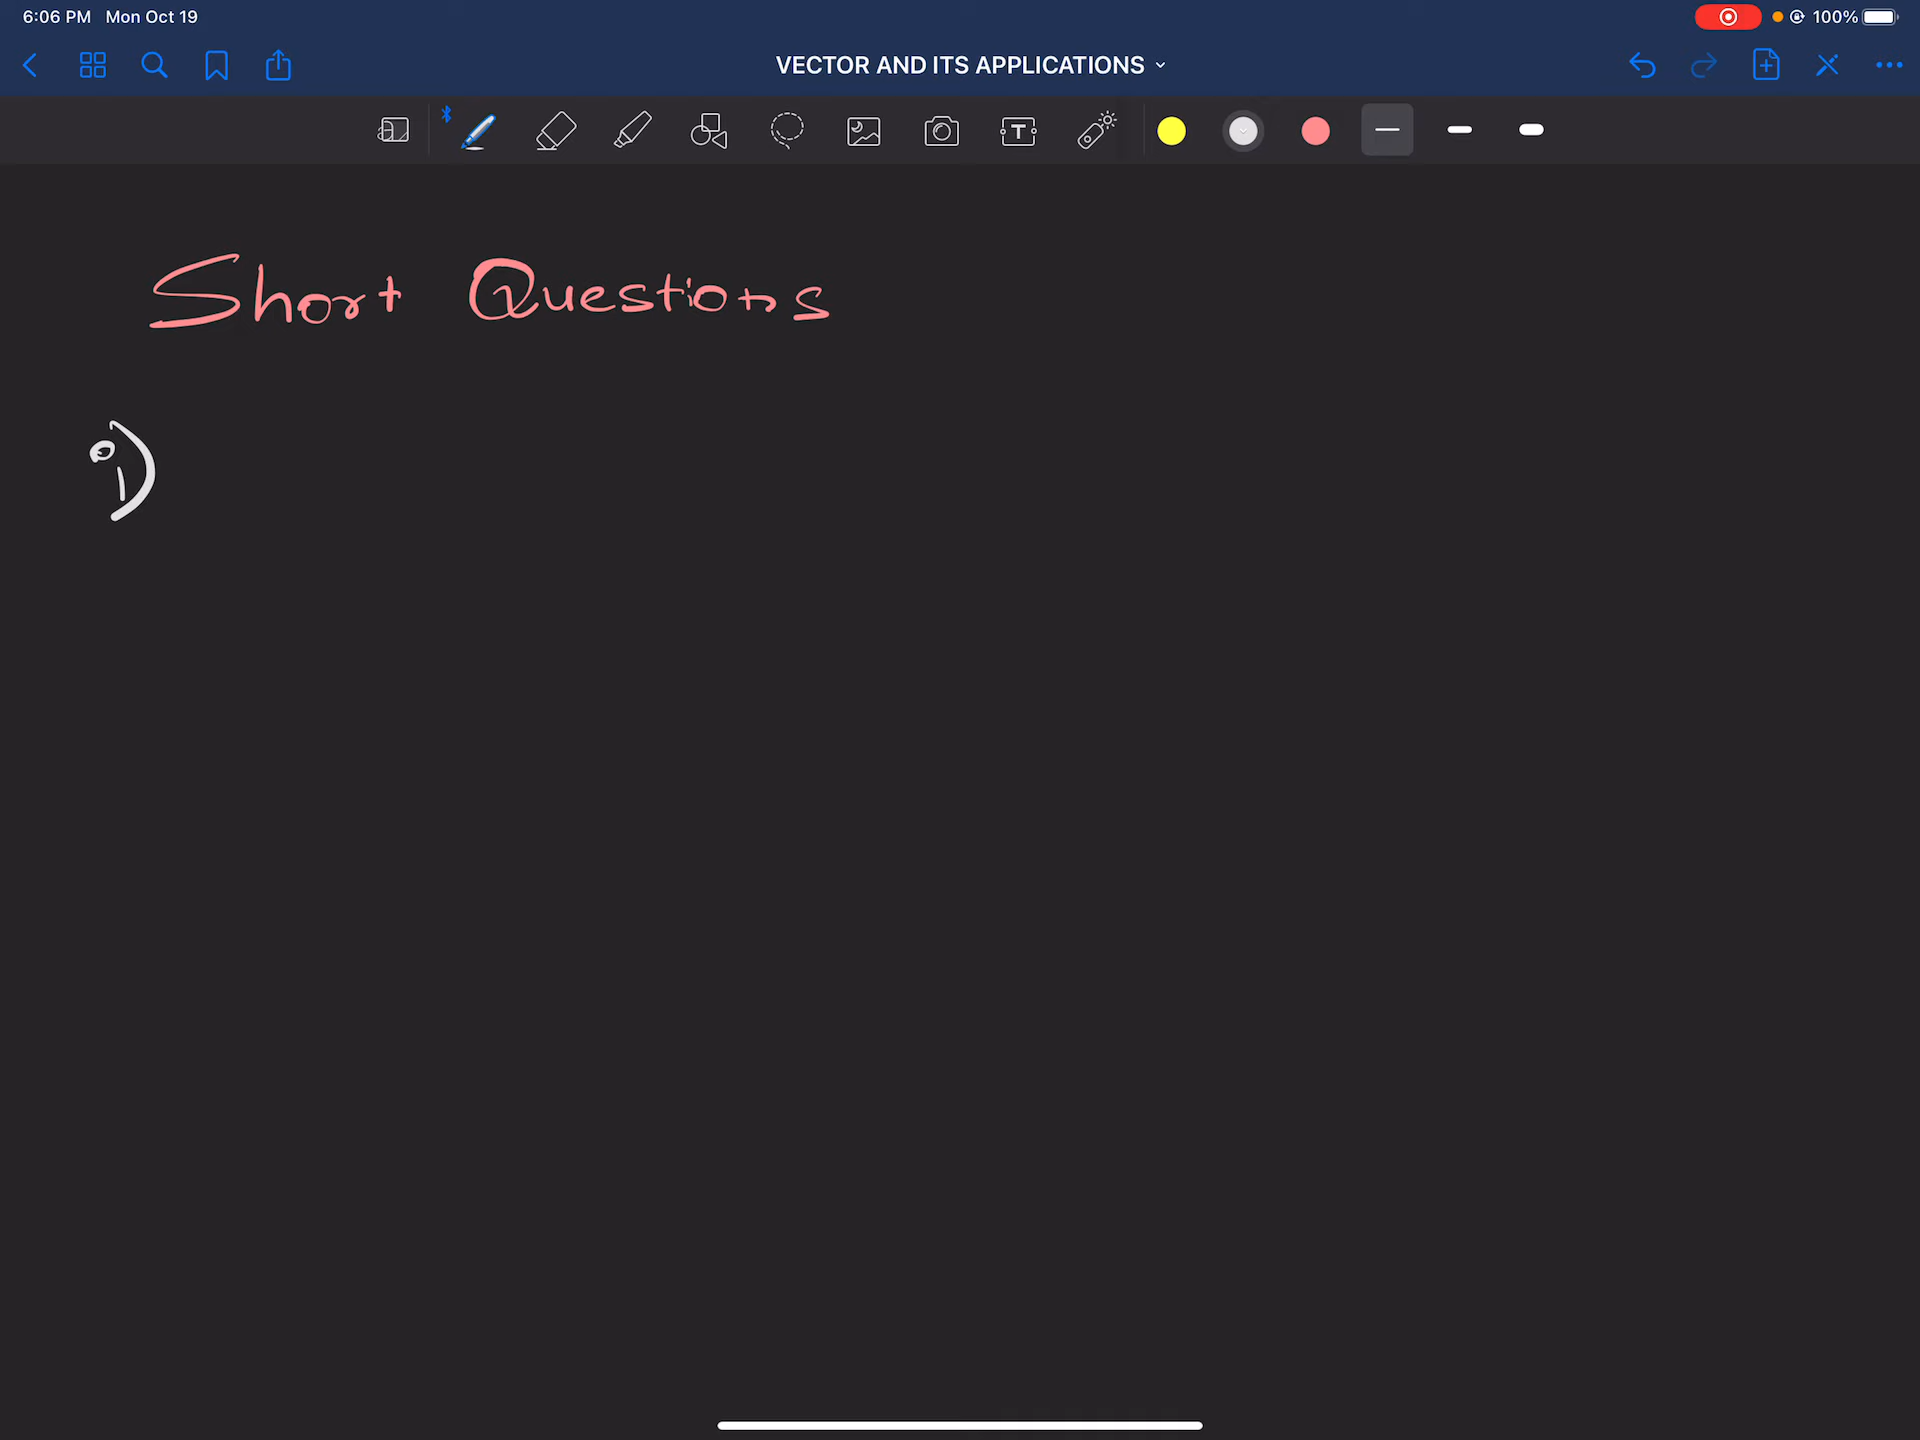 6:06 PM Mon Oct 19
100%
VECTOR AND ITS APPLICATIONS
T
Short Questions
i)